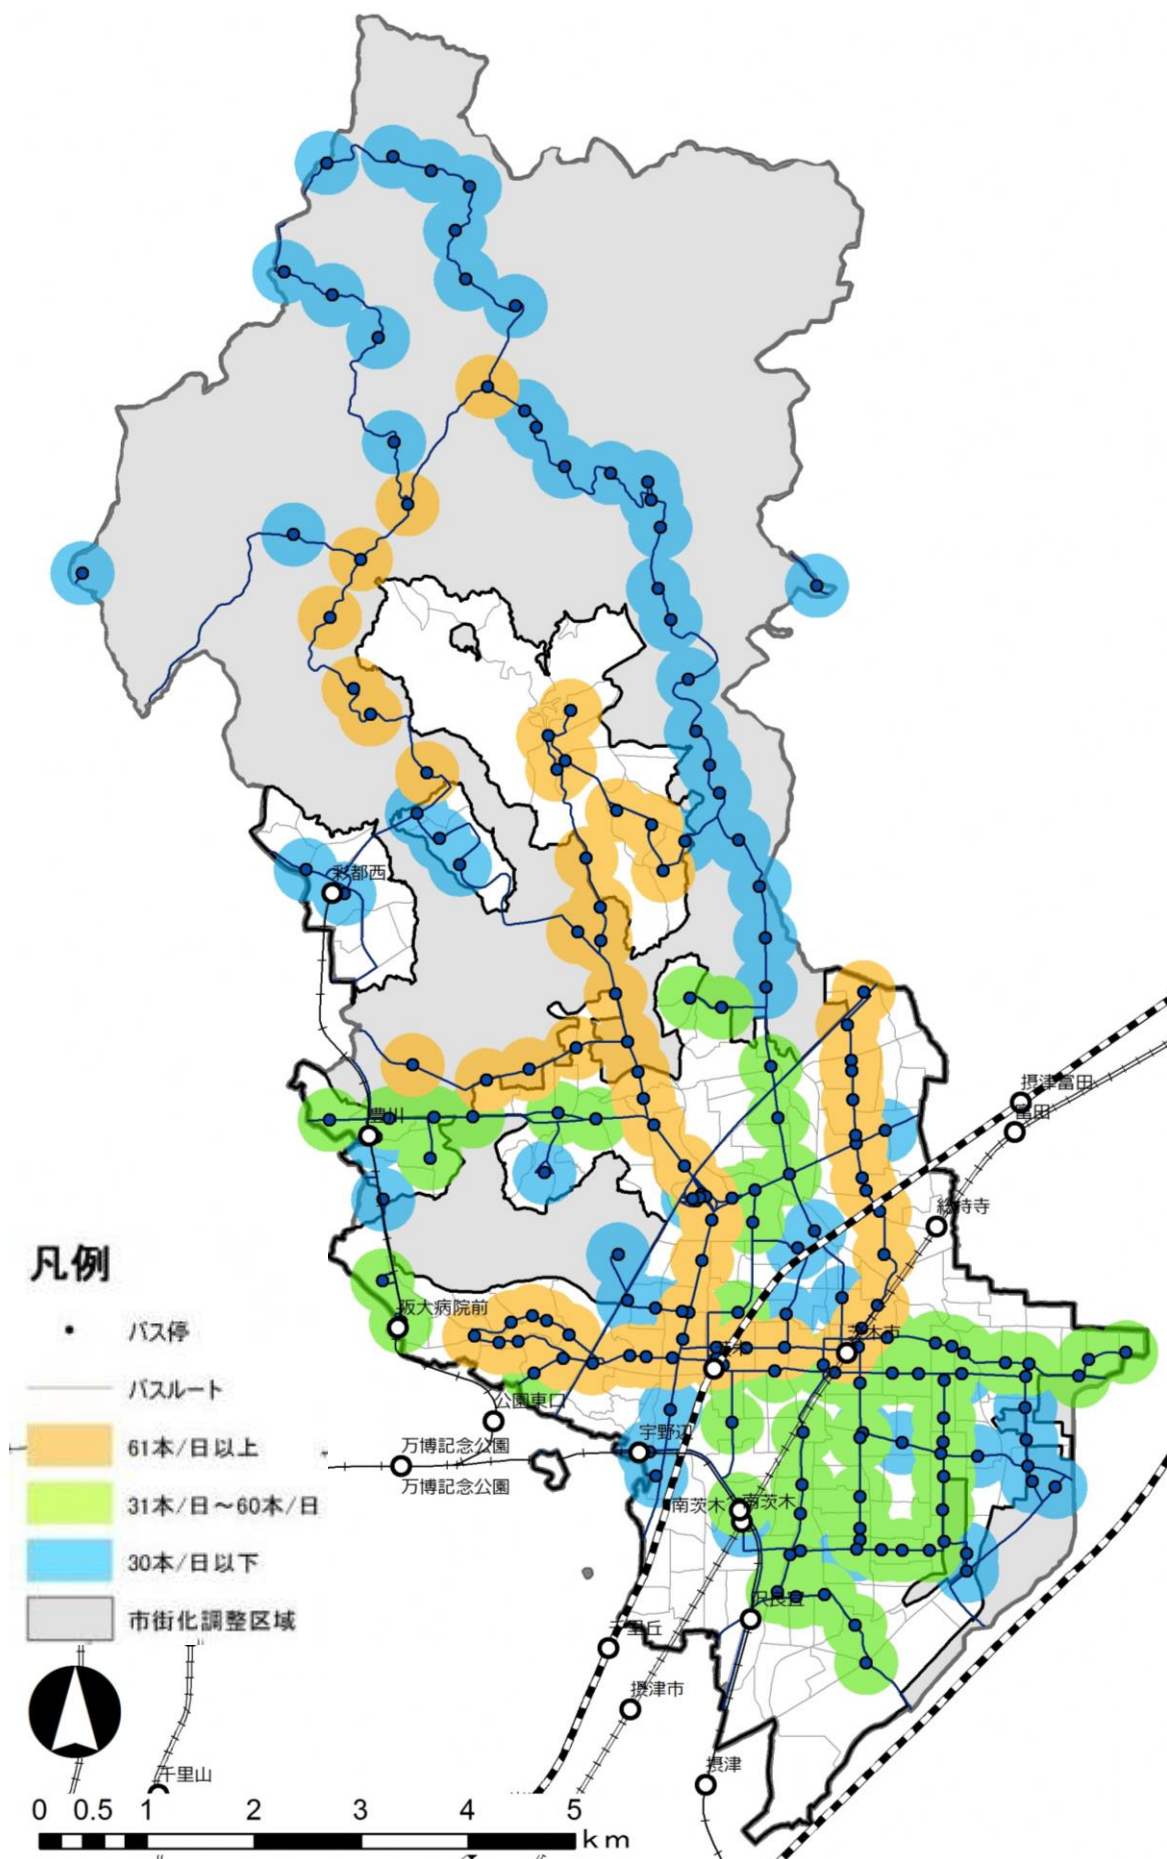 彩都西
摂津富田
富田
豊川
総持寺
凡例
阪大病院前
バス停
茨木市
バスルート
公園東口
61本/日以上
宇野辺
万博記念公園
万博記念公園
31本/日～60本/日
南茨木
南茨木
30本/日以下
沢良宜
市街化調整区域
千里丘
摂津市
千里山
摂津
0 0.5 1 2 3 4 5
km